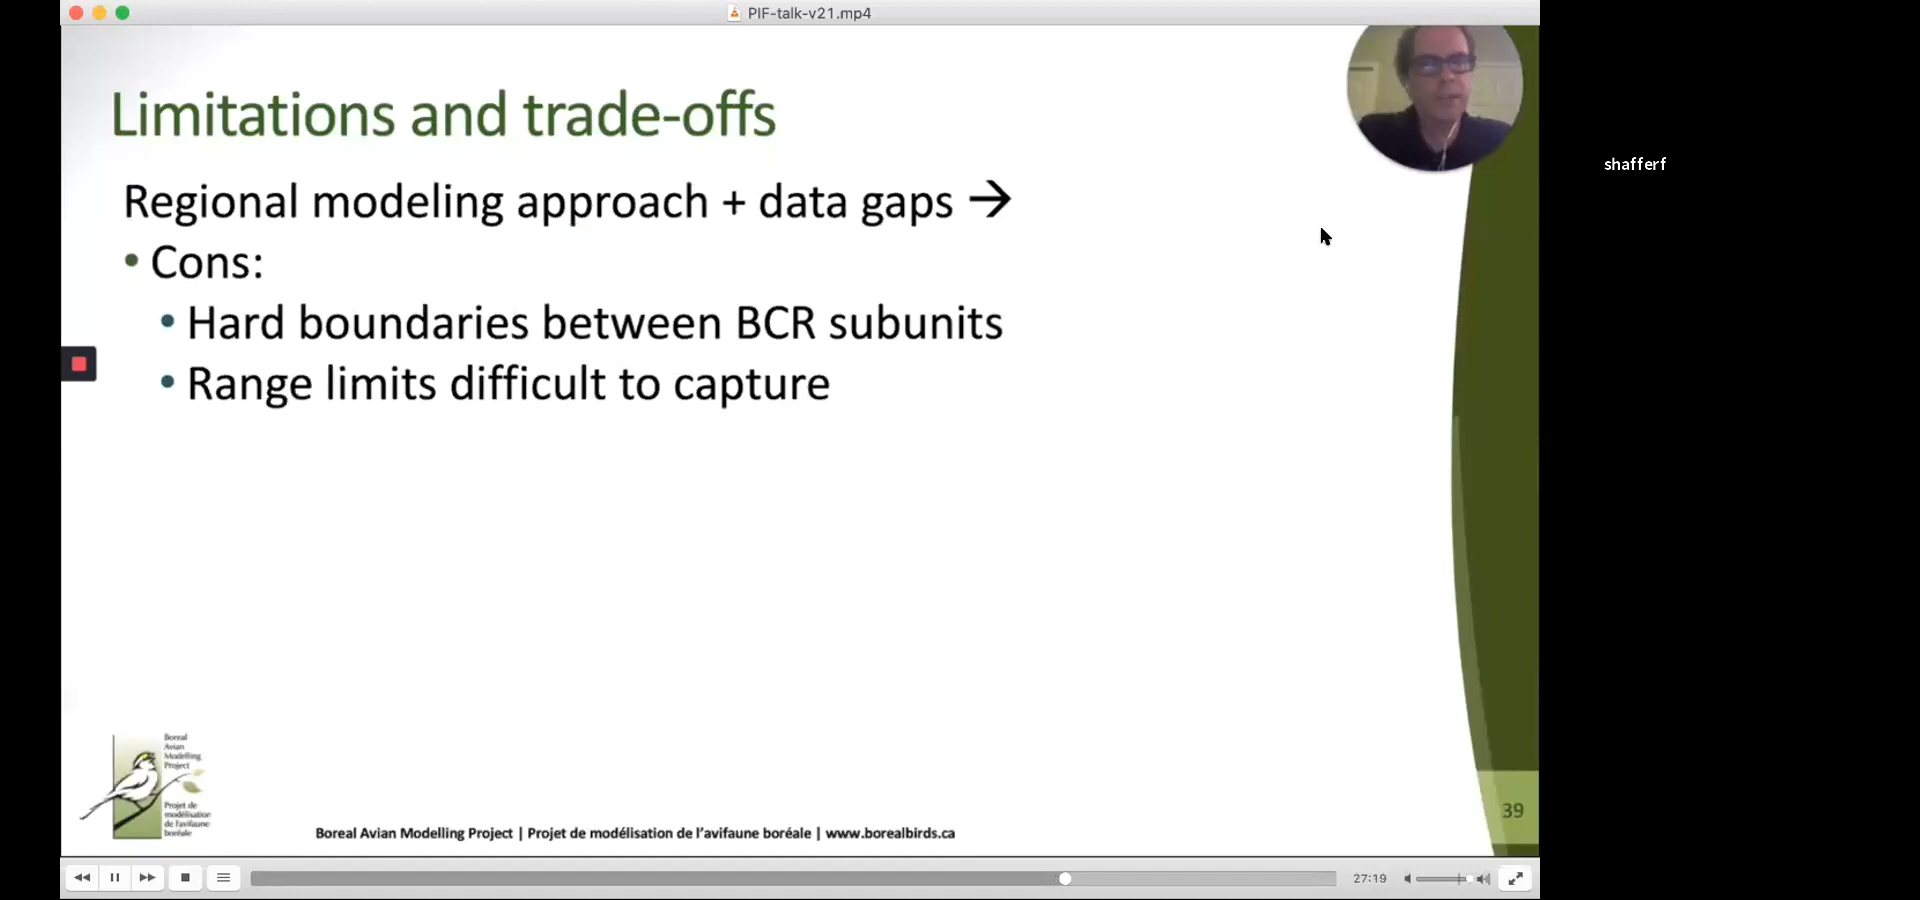 PIF-talk-v21.mp4
Limitations and trade-offs
shafferf
Regional modeling approach + data gaps →
• Cons:
• Hard boundaries between BCR subunits
• Range limits difficult to capture
Boreal
Avian
Modelling
Project
Projet de
modélisation
de l'avifaune
boréale
39
Boreal Avian Modelling Project | Projet de modélisation de l'avifaune boréale | www.borealbirds.ca
27:19